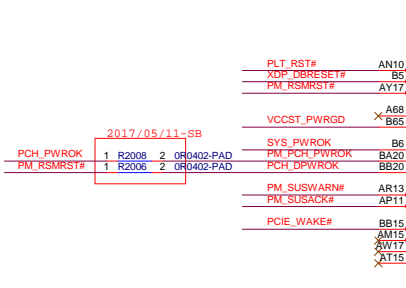 PLT_RST# AN10
XDP_DBRESET# B5
PM_RSMRST# AY17
A68
VCCST_PWRGD B65
2017/05/11-SB
SYS_PWROK B6
PCH_PWROK 1 R2008 2 0R0402-PAD PM_PCH_PWROK BA20
PM_RSMRST# 1 R2006 2 0R0402-PAD PCH_DPWROK BB20
PM_SUSWARN# AR13
PM_SUSACK# AP11
PCIE_WAKE# BB15
AM15
AW17
AT15